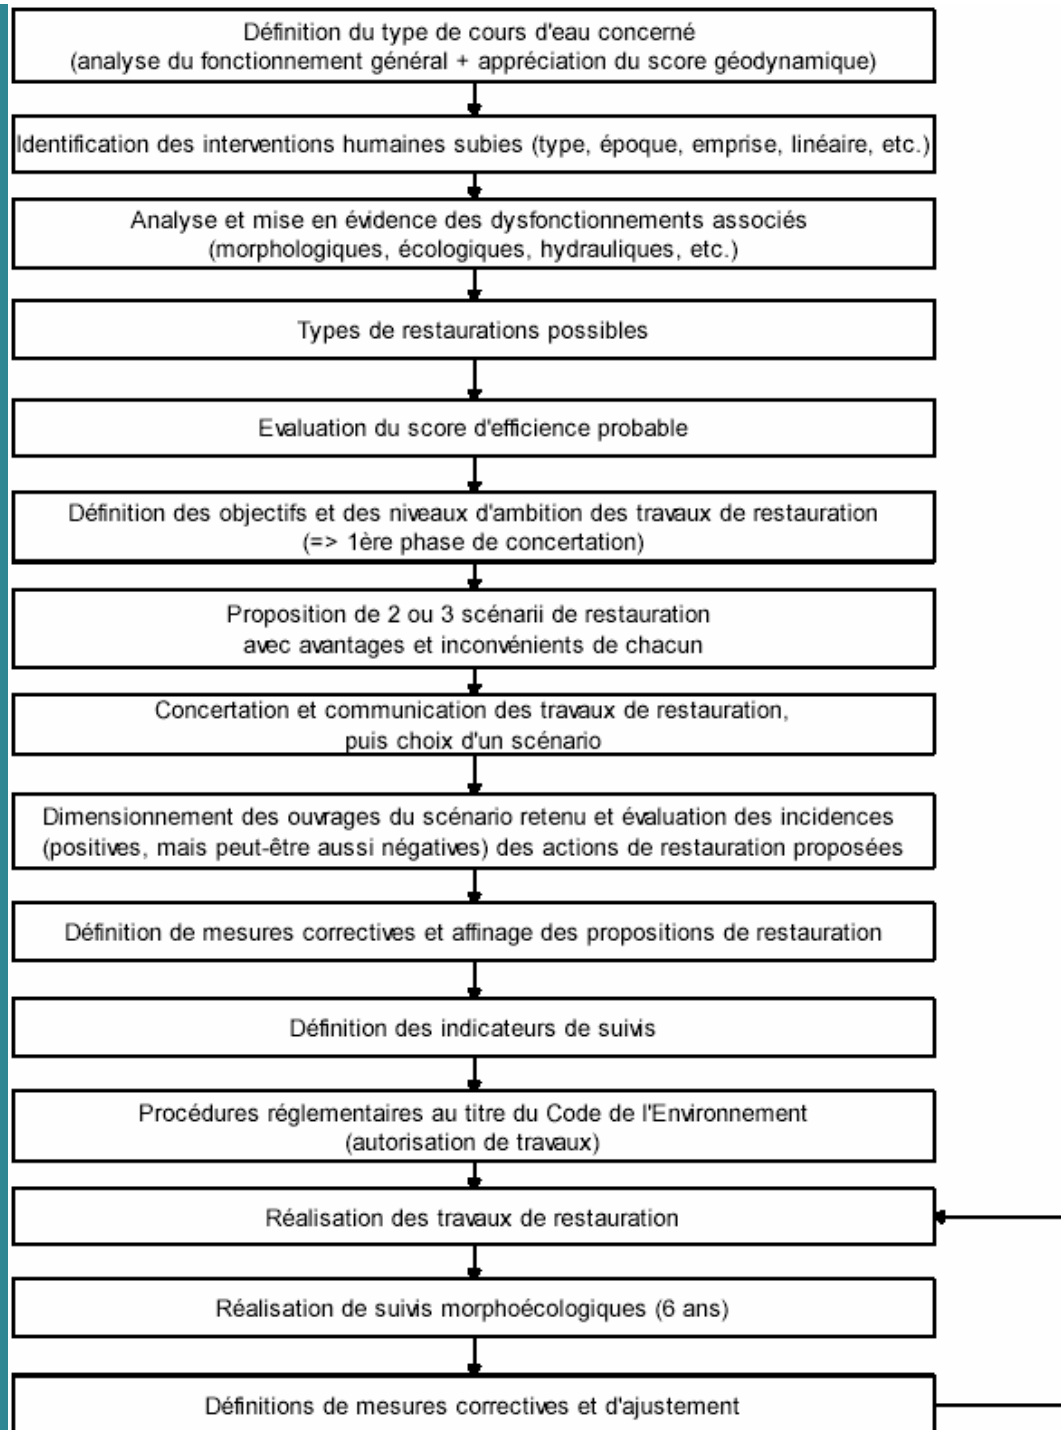 Définition du type de cours d'eau concerné
(analyse du fonctionnement général + appréciation du score géodynamique)
Identification des interventions humaines subies (type, époque, emprise, linéaire, etc.)
Analyse et mise en évidence des dysfonctionnements associés
(morphologiques, écologiques, hydrauliques, etc.)
Types de restaurations possibles
Evaluation du score d'efficience probable
Définition des objectifs et des niveaux d'ambition des travaux de restauration
(=> 1ère phase de concertation)
Proposition de 2 ou 3 scénarii de restauration
avec avantages et inconvénients de chacun
Concertation et communication des travaux de restauration,
puis choix d'un scénario
Dimensionnement des ouvrages du scénario retenu et évaluation des incidences
(positives, mais peut-être aussi négatives) des actions de restauration proposées
Définition de mesures correctives et affinage des propositions de restauration
Définition des indicateurs de suivis
Procédures réglementaires au titre du Code de l'Environnement
(autorisation de travaux)
Réalisation des travaux de restauration
Réalisation de suivis morphoécologiques (6 ans)
Définitions de mesures correctives et d'ajustement